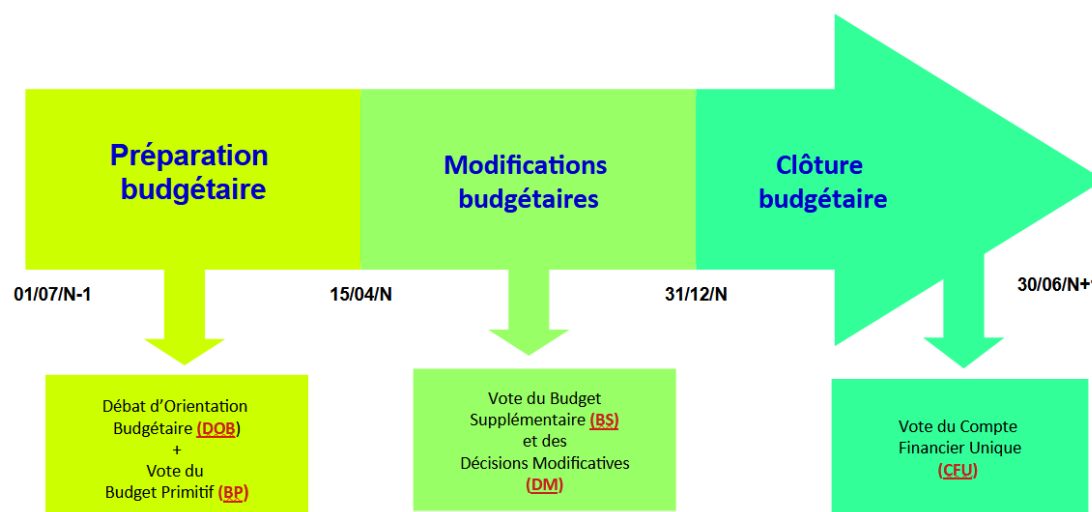 Préparation
budgétaire
Modifications
budgétaires
Clôture
budgétaire
01/07/N-1
15/04/N
31/12/N
30/06/N+
Débat d’Orientation
Budgétaire (DOB)
+
Vote du
Budget Primitif (BP)
Vote du Budget
Supplémentaire (BS)
et des
Décisions Modificatives
(DM)
Vote du Compte
Financier Unique
(CFU)